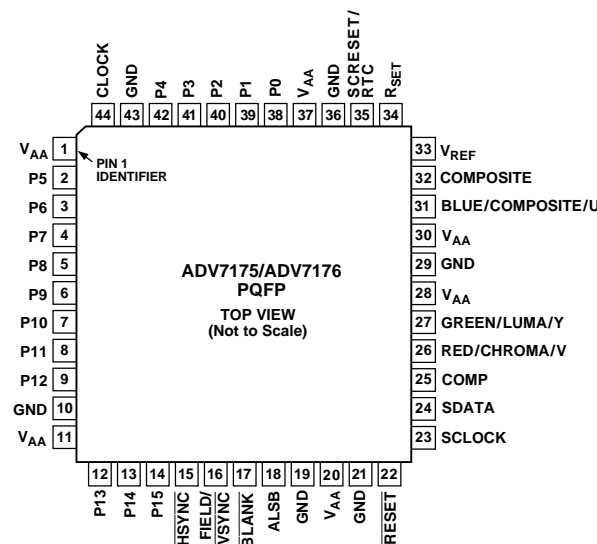 CLOCK
GND
P4
P3
P2
P1
P0
VAA
GND
SCRESET/
RTC
RSET
44 43 42 41 40 39 38 37 36 35 34
VAA 1
PIN 1
IDENTIFIER
P5 2
P6 3
P7 4
P8 5
P9 6
P10 7
P11 8
P12 9
GND 10
VAA 11
ADV7175/ADV7176
PQFP
TOP VIEW
(Not to Scale)
33 VREF
32 COMPOSITE
31 BLUE/COMPOSITE/U
30 VAA
29 GND
28 VAA
27 GREEN/LUMA/Y
26 RED/CHROMA/V
25 COMP
24 SDATA
23 SCLOCK
12 13 14 15 16 17 18 19 20 21 22
P13
P14
P15
HSYNC
FIELD/
VSYNC
BLANK
ALSB
GND
VAA
GND
RESET